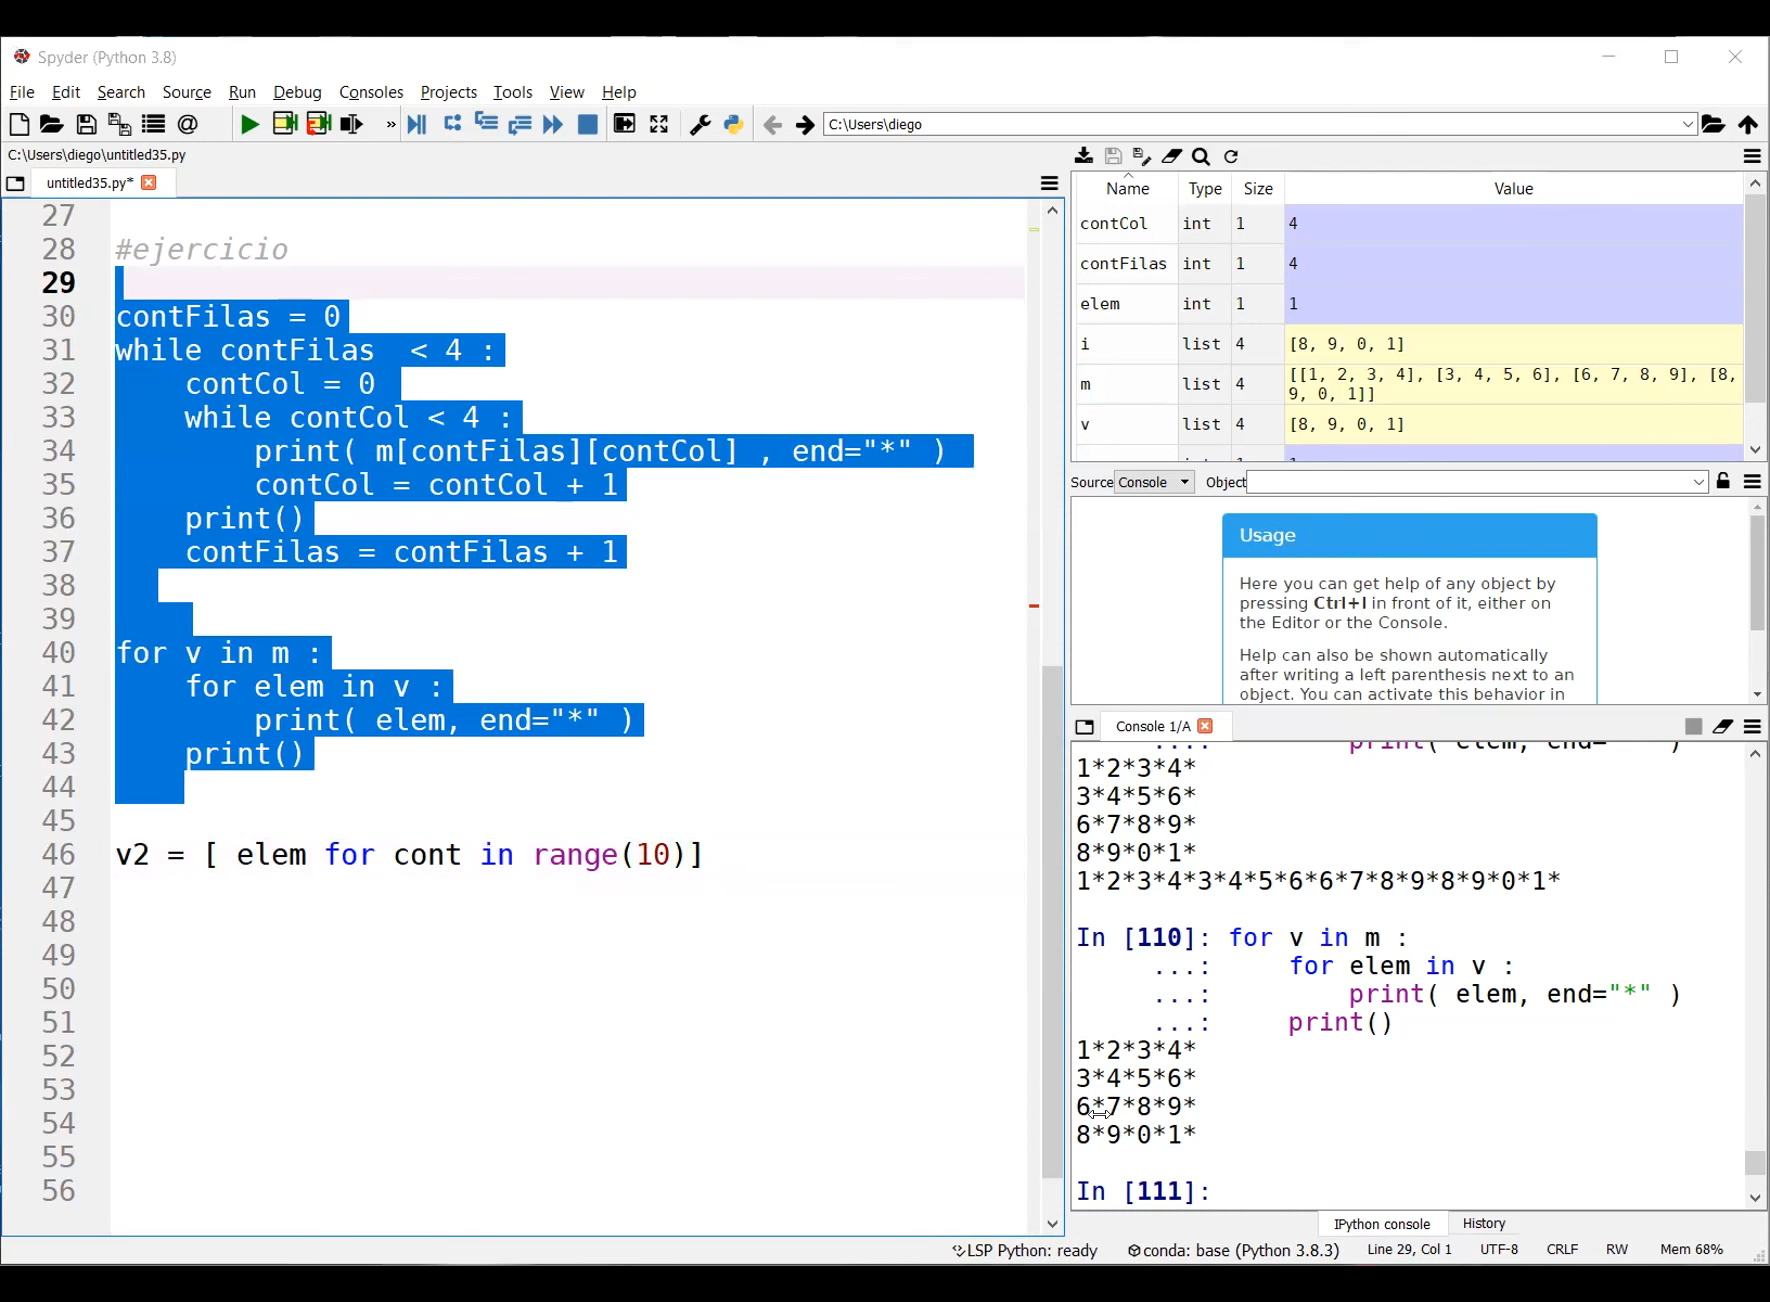 Spyder (Python 3.8)
File Edit Search Source Run Debug Consoles Projects Tools View Help
C:\Users\diego
C:\Users\diego\untitled35.py
untitled35.py*
27
28 #ejercicio
29
30 contFilas = 0
31 while contFilas  < 4 :
32     contCol = 0
33     while contCol < 4 :
34         print( m[contFilas][contCol] , end="*" )
35         contCol = contCol + 1
36     print()
37     contFilas = contFilas + 1
38
39
40 for v in m :
41     for elem in v :
42         print( elem, end="*" )
43     print()
44
45
46 v2 = [ elem for cont in range(10)]
47
48
49
50
51
52
53
54
55
56
Name Type Size Value
contCol int 1 4
contFilas int 1 4
elem int 1 1
i list 4 [8, 9, 0, 1]
m list 4 [[1, 2, 3, 4], [3, 4, 5, 6], [6, 7, 8, 9], [8,
9, 0, 1]]
v list 4 [8, 9, 0, 1]
Source Console Object
Usage
Here you can get help of any object by
pressing Ctrl+I in front of it, either on
the Editor or the Console.
Help can also be shown automatically
after writing a left parenthesis next to an
object. You can activate this behavior in
Console 1/A
...: print( elem, end=" " )
1*2*3*4*
3*4*5*6*
6*7*8*9*
8*9*0*1*
1*2*3*4*3*4*5*6*6*7*8*9*8*9*0*1*
In [110]: for v in m :
...:     for elem in v :
...:         print( elem, end="*" )
...:     print()
1*2*3*4*
3*4*5*6*
6*7*8*9*
8*9*0*1*
In [111]:
IPython console History
LSP Python: ready conda: base (Python 3.8.3) Line 29, Col 1 UTF-8 CRLF RW Mem 68%